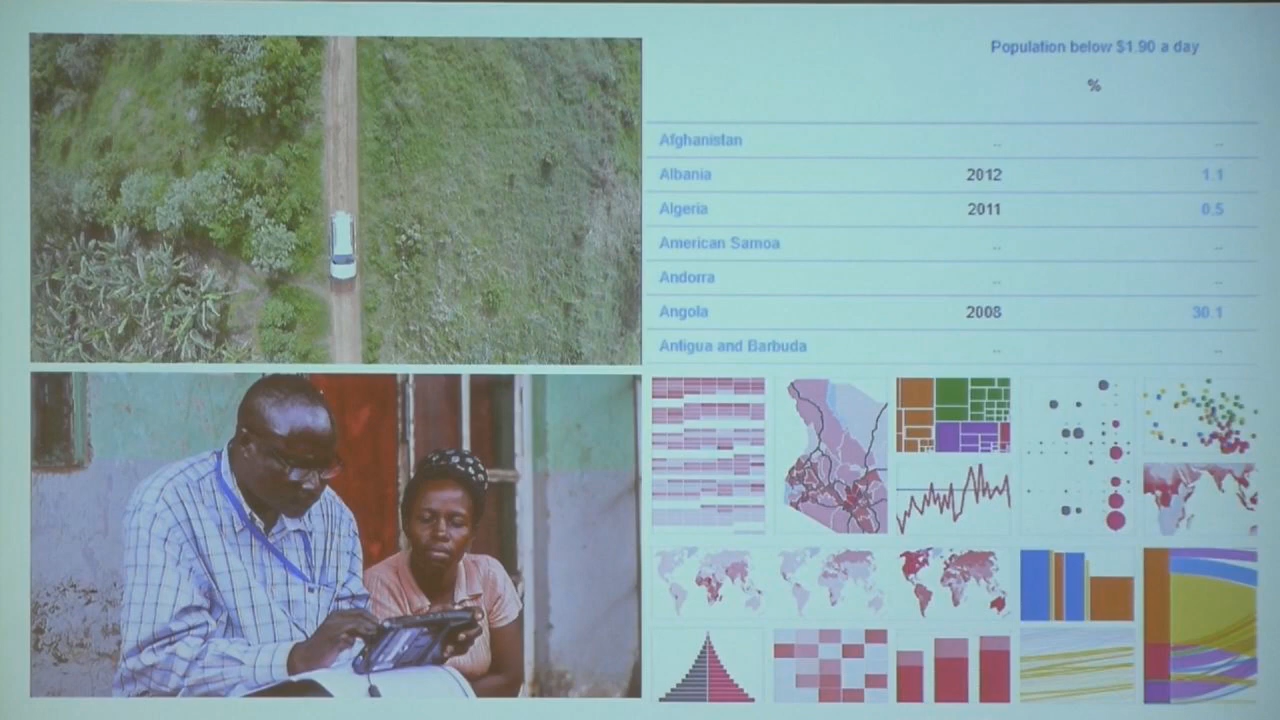 Population below $1.90 a day
%
Afghanistan .. ..
Albania 2012 1.1
Algeria 2011 0.5
American Samoa .. ..
Andorra .. ..
Angola 2008 30.1
Antigua and Barbuda .. ..